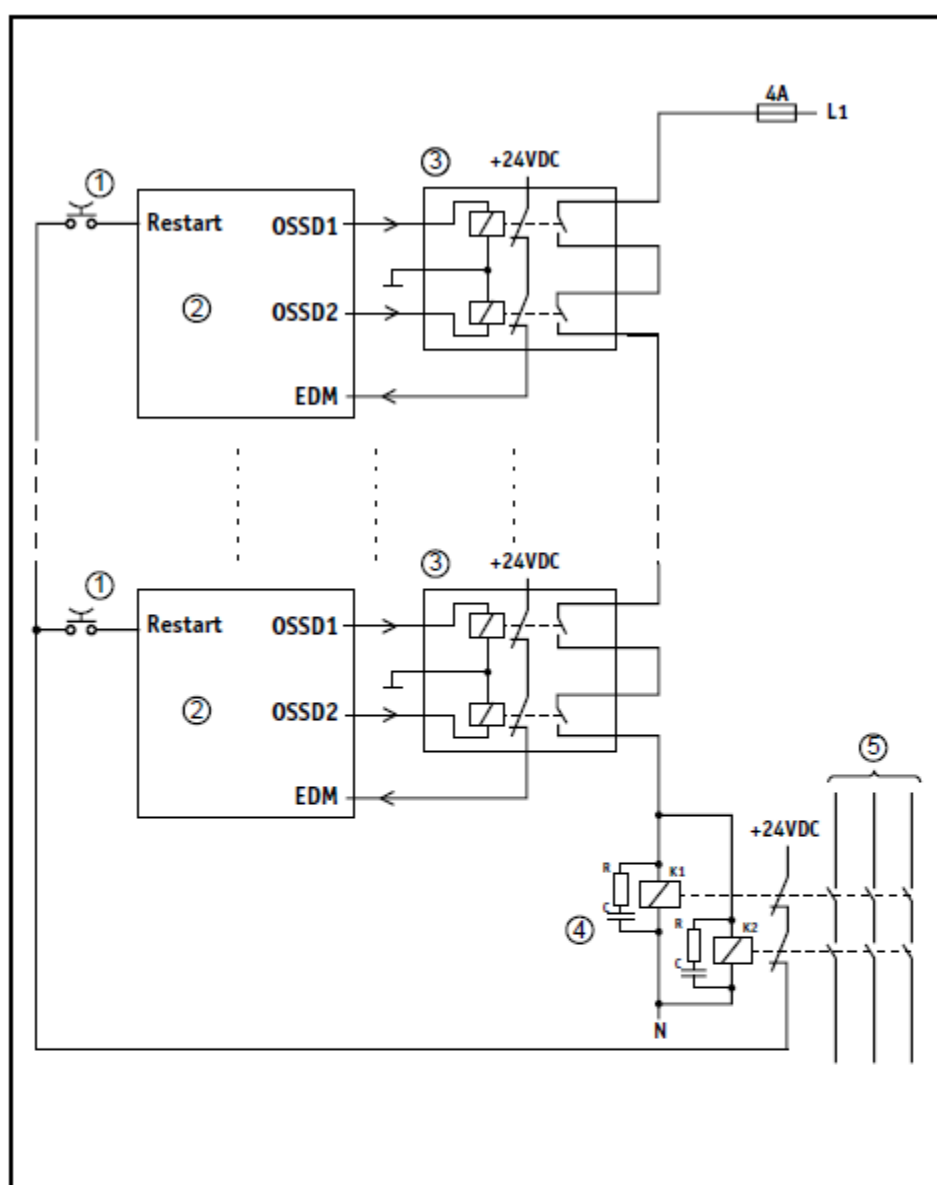 4A
L1
③
+24VDC
①
Restart
OSSD1
②
OSSD2
EDM
③
+24VDC
①
Restart
OSSD1
②
OSSD2
EDM
⑤
+24VDC
R
K1
C
④
R
K2
C
N